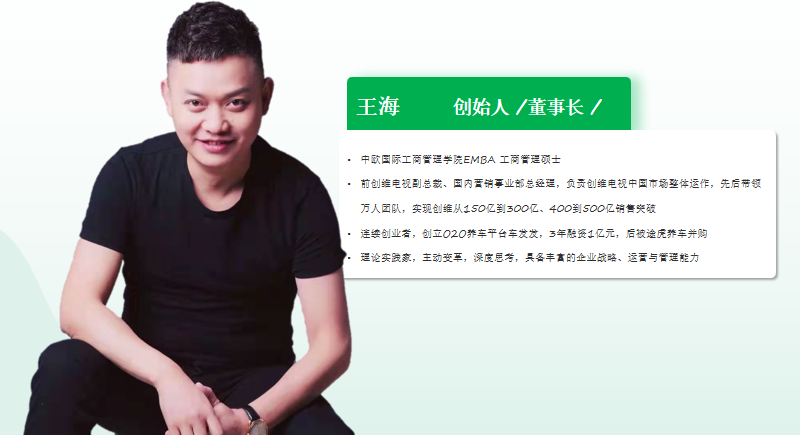 王海 创始人 /董事长 /
• 中欧国际工商管理学院EMBA 工商管理硕士
• 前创维电视副总裁、国内营销事业部总经理，负责创维电视中国市场整体运作，先后带领
万人团队，实现创维从150亿到300亿、400到500亿销售突破
• 连续创业者，创立O2O养车平台车发发，3年融资1亿元，后被途虎养车并购
• 理论实践家，主动变革，深度思考，具备丰富的企业战略、运营与管理能力